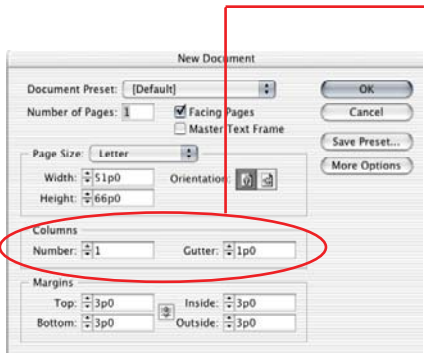 New Document
Document Preset: [Default]
OK
Number of Pages: 1
Facing Pages
Cancel
Master Text Frame
Save Preset...
Page Size: Letter
More Options
Width: 51p0
Orientation:
Height: 66p0
Columns
Number: 1
Gutter: 1p0
Margins
Top: 3p0
Inside: 3p0
Bottom: 3p0
Outside: 3p0